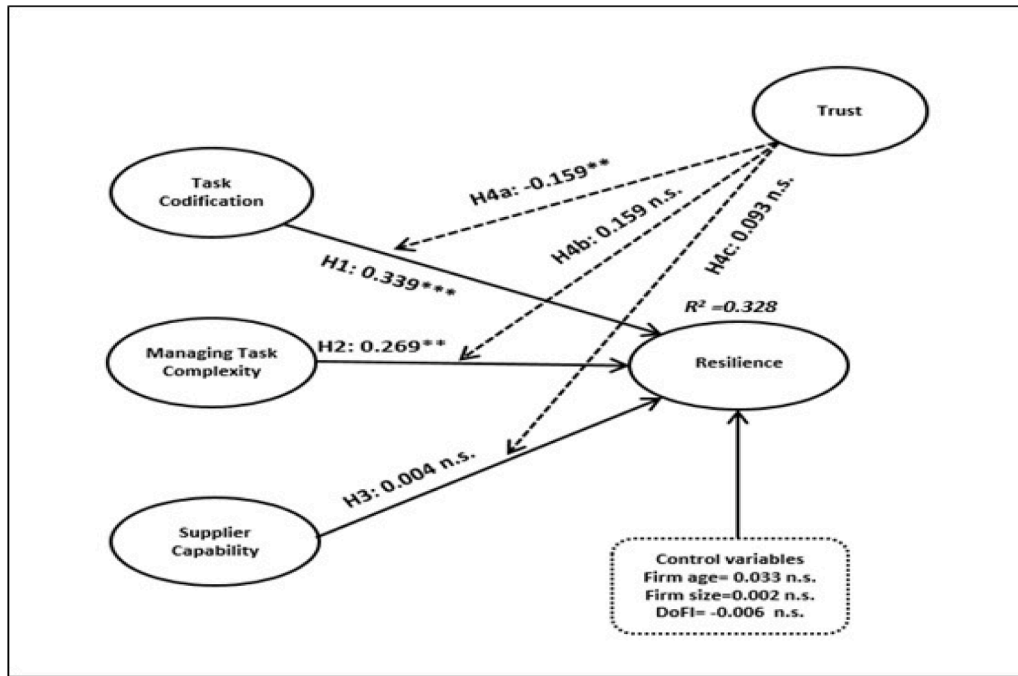 Trust
Task
Codification
H4a: -0.159**
H4b: 0.159 n.s.
H4c: 0.093 n.s.
H1: 0.339***
R² =0.328
Managing Task
Complexity
H2: 0.269**
Resilience
H3: 0.004 n.s.
Supplier
Capability
Control variables
Firm age= 0.033 n.s.
Firm size=0.002 n.s.
DoFI= -0.006 n.s.